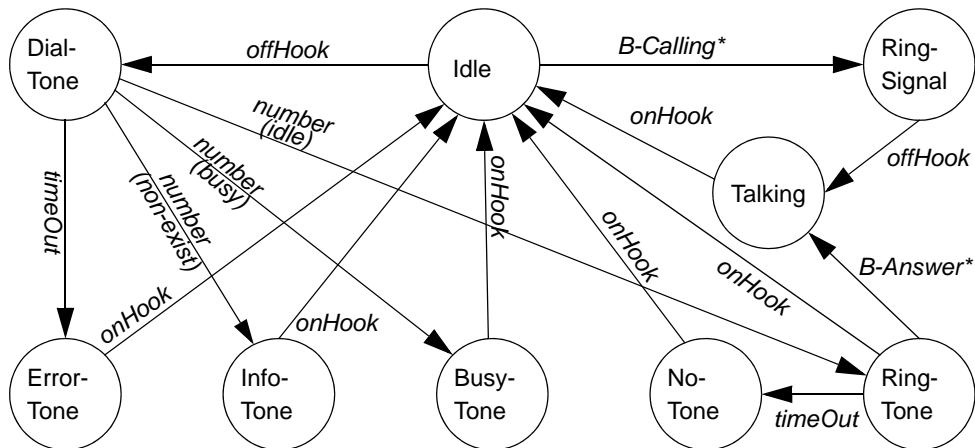 Dial-
Tone
offHook
Idle
B-Calling*
Ring-
Signal
number
(idle)
onHook
offHook
number
(busy)
onHook
Talking
timeOut
number
(non-exist)
onHook
B-Answer*
onHook
onHook
onHook
Error-
Tone
Info-
Tone
Busy-
Tone
No-
Tone
timeOut
Ring-
Tone